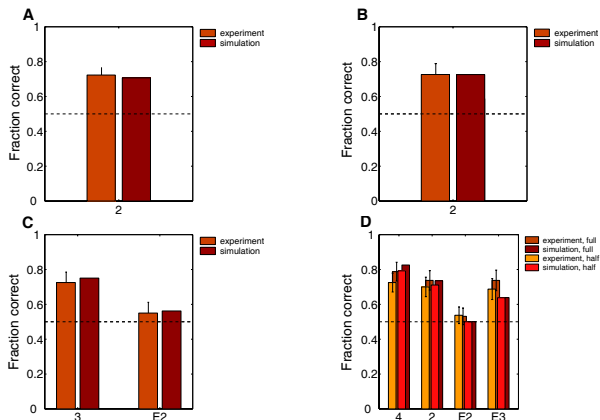 A
1
0.8
0.6
0.4
0.2
0
Fraction correct
2
experiment
simulation
B
1
0.8
0.6
0.4
0.2
0
Fraction correct
2
experiment
simulation
C
1
0.8
0.6
0.4
0.2
0
Fraction correct
3 E2
experiment
simulation
D
1
0.8
0.6
0.4
0.2
0
Fraction correct
4 2 E2 E3
experiment, full
simulation, full
experiment, half
simulation, half